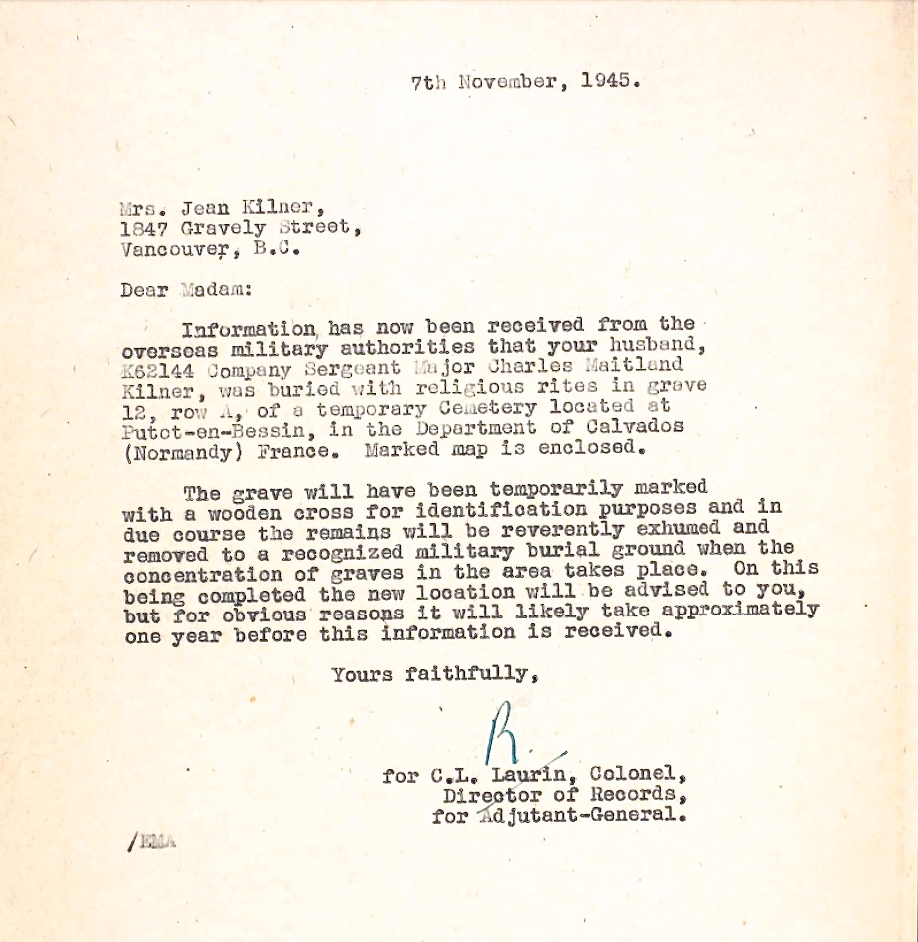 7th November, 1945.
Mrs. Jean Kilner,
1847 Gravely Street,
Vancouver, B.C.
Dear Madam:
Information has now been received from the
overseas military authorities that your husband,
K62144 Company Sergeant Major Charles Maitland
Kilner, was buried with religious rites in grave
12, row A, of a temporary Cemetery located at
Putot-en-Bessin, in the Department of Calvados
(Normandy) France. Marked map is enclosed.
The grave will have been temporarily marked
with a wooden cross for identification purposes and in
due course the remains will be reverently exhumed and
removed to a recognized military burial ground when the
concentration of graves in the area takes place. On this
being completed the new location will be advised to you,
but for obvious reasons it will likely take approximately
one year before this information is received.
Yours faithfully,
R.
for C.L. Laurin, Colonel,
Director of Records,
for Adjutant-General.
/EMA